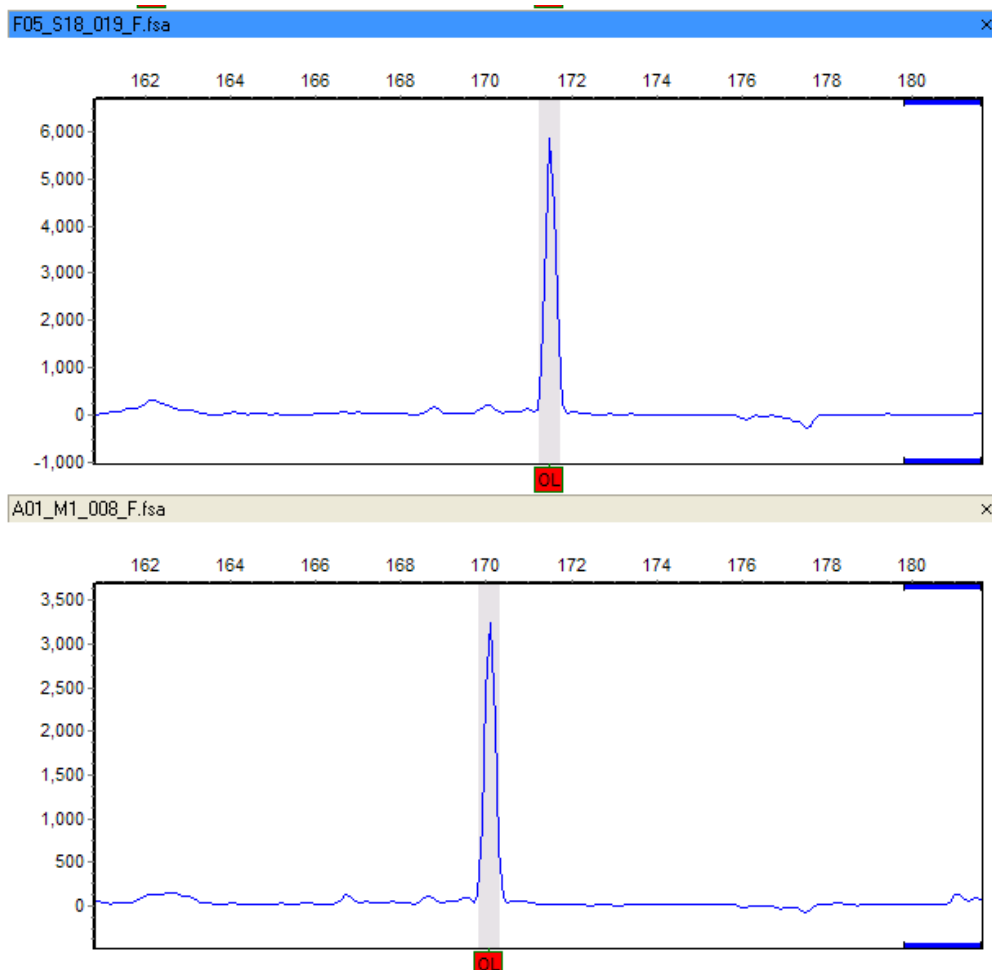 F05_S18_019_F.fsa ×
162 164 166 168 170 172 174 176 178 180
6,000
5,000
4,000
3,000
2,000
1,000
0
-1,000
OL
A01_M1_008_F.fsa ×
162 164 166 168 170 172 174 176 178 180
3,500
3,000
2,500
2,000
1,500
1,000
500
0
OL